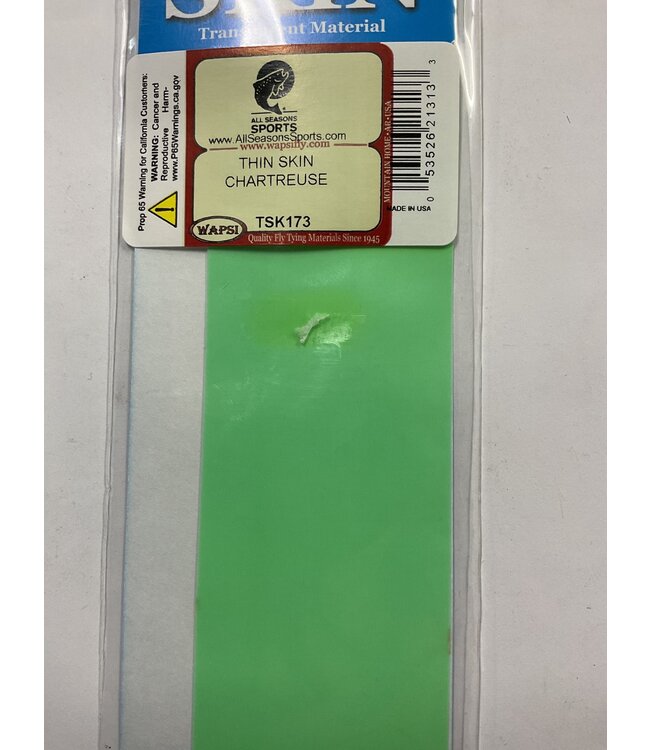 SKIN
Transparent Material
Prop 65 Warning for California Customers:
WARNING: Cancer and
Reproductive Harm-
www.P65Warnings.ca.gov
ALL SEASONS
SPORTS
www.AllSeasonsSports.com
www.wapsifly.com
THIN SKIN
CHARTREUSE
TSK173
WAPSI
Quality Fly Tying Materials Since 1945
MOUNTAIN HOME·AR·USA
0 53526 21313 3
MADE IN USA